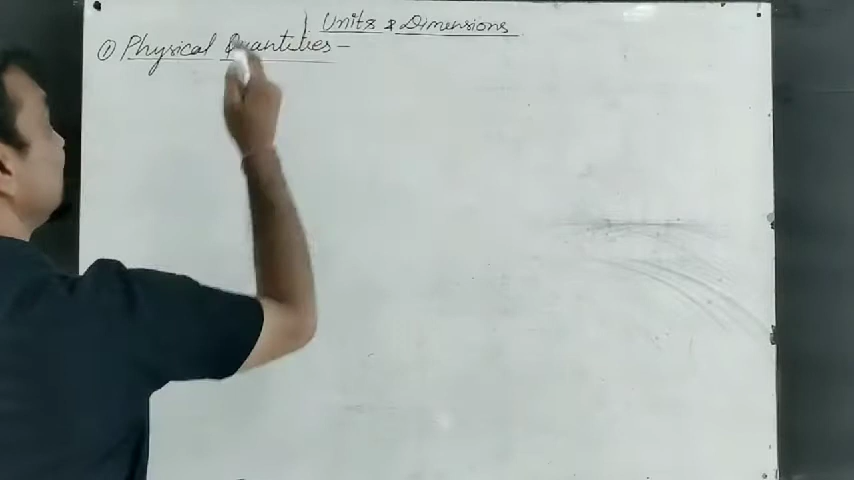 Units & Dimensions
① Physical Quantities -